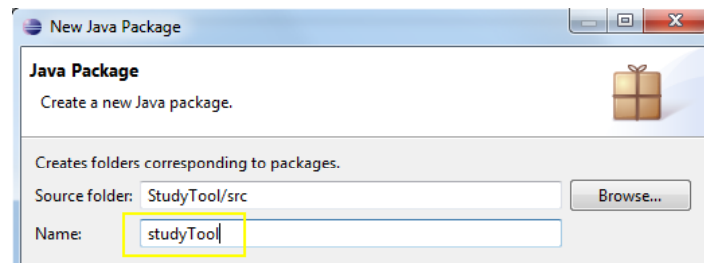 New Java Package
Java Package
Create a new Java package.
Creates folders corresponding to packages.
Source folder: StudyTool/src Browse...
Name: studyTool